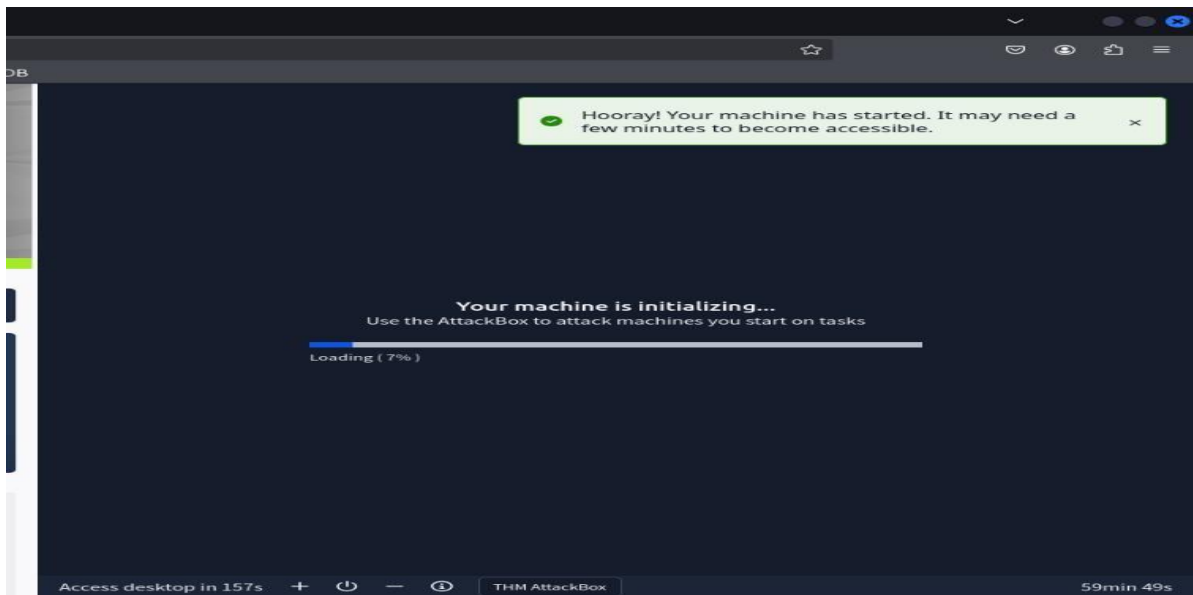 DB
Hooray! Your machine has started. It may need a
few minutes to become accessible.
Your machine is initializing...
Use the AttackBox to attack machines you start on tasks
Loading ( 7% )
Access desktop in 157s
THM AttackBox
59min 49s